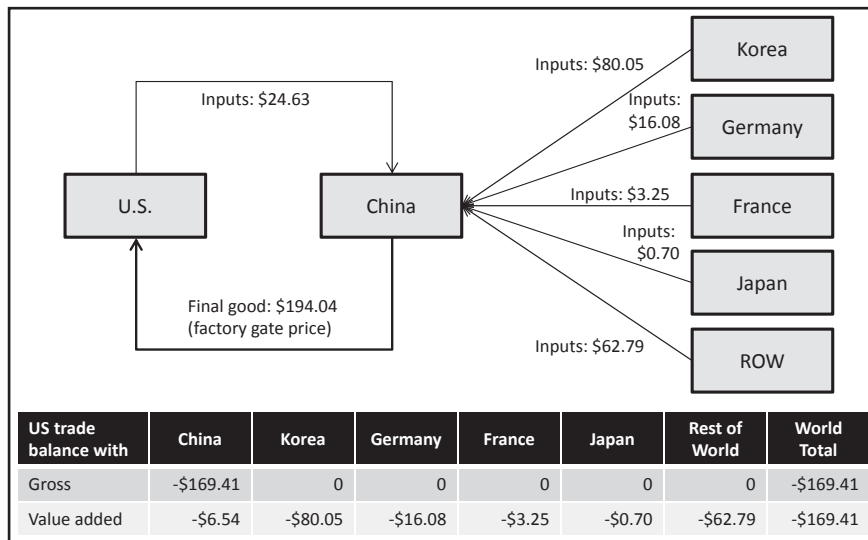 Korea
Inputs: $80.05
Inputs: $24.63
Inputs:
$16.08
Germany
U.S.
China
Inputs: $3.25
France
Inputs:
$0.70
Japan
Final good: $194.04
(factory gate price)
Inputs: $62.79
ROW
US trade balance with China Korea Germany France Japan Rest of World World Total
Gross -$169.41 0 0 0 0 0 -$169.41
Value added -$6.54 -$80.05 -$16.08 -$3.25 -$0.70 -$62.79 -$169.41